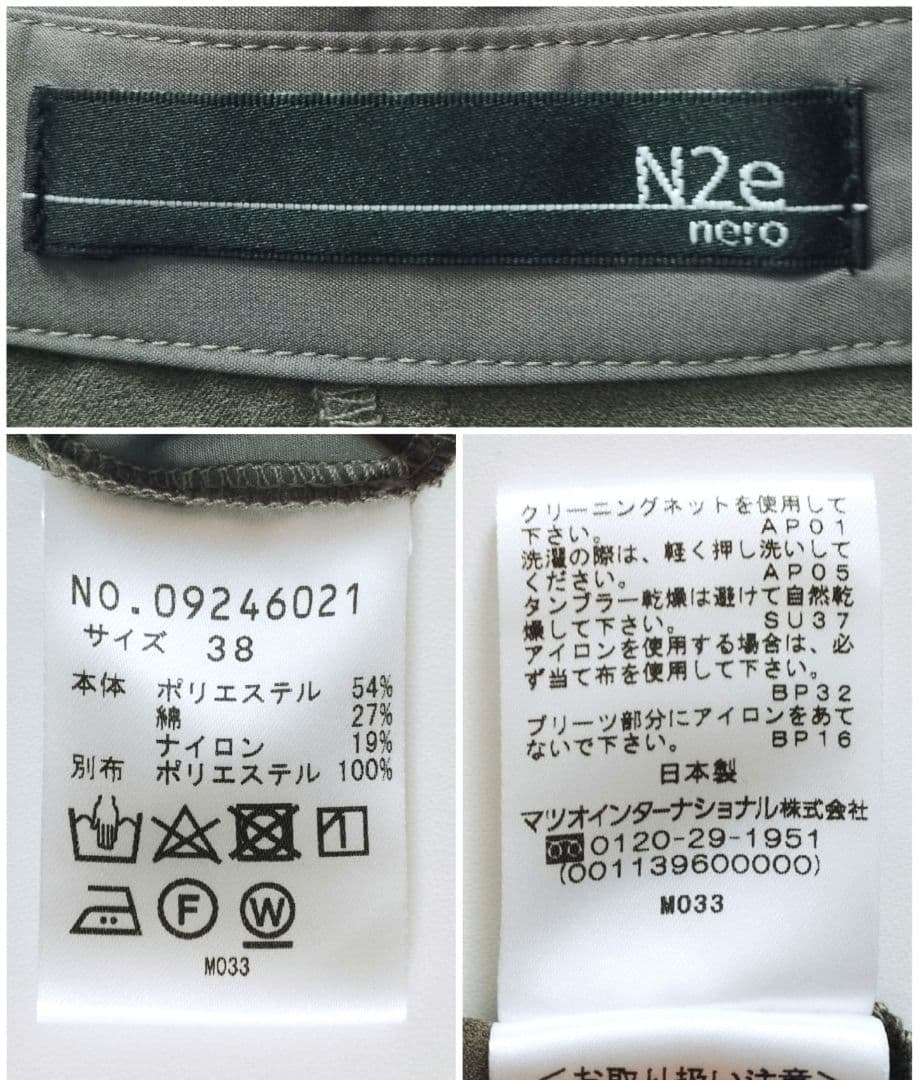 N2e
nero
NO.09246021
サイズ 38
本体 ポリエステル 54%
綿 27%
ナイロン 19%
別布 ポリエステル 100%
F W
M033
クリーニングネットを使用して
下さい。 AP01
洗濯の際は、軽く押し洗いして
ください。 AP05
タンブラー乾燥は避けて自然乾
燥して下さい。 SU37
アイロンを使用する場合は、必
ず当て布を使用して下さい。
BP32
プリーツ部分にアイロンをあて
ないで下さい。 BP16
日本製
マツオインターナショナル株式会社
0120-29-1951
(001139600000)
M033
<お取り扱い注意>